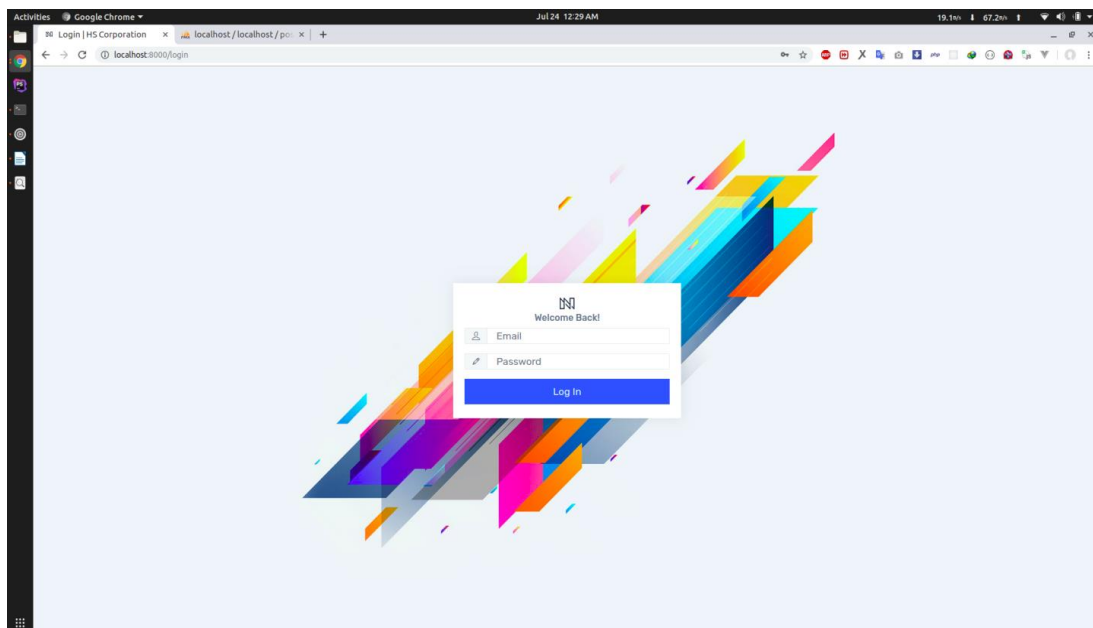 Activities Google Chrome Jul 24 12:29 AM
Login | HS Corporation localhost / localhost / po
localhost:8000/login
Welcome Back!
Email
Password
Log In